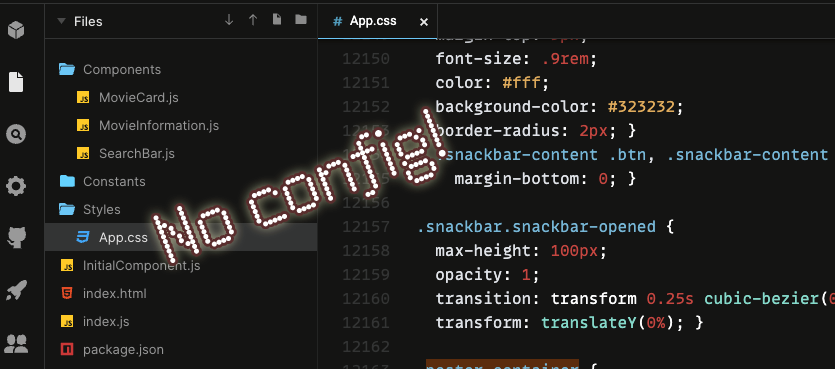 Files
Components
MovieCard.js
MovieInformation.js
SearchBar.js
Constants
Styles
App.css
InitialComponent.js
index.html
index.js
package.json
No config!
# App.css ×
12150 font-size: .9rem;
12151 color: #fff;
12152 background-color: #323232;
border-radius: 2px; }
snackbar-content .btn, .snackbar-content
margin-bottom: 0; }
12156
12157 .snackbar.snackbar-opened {
12158 max-height: 100px;
12159 opacity: 1;
12160 transition: transform 0.25s cubic-bezier(0
12161 transform: translateY(0%); }
12162